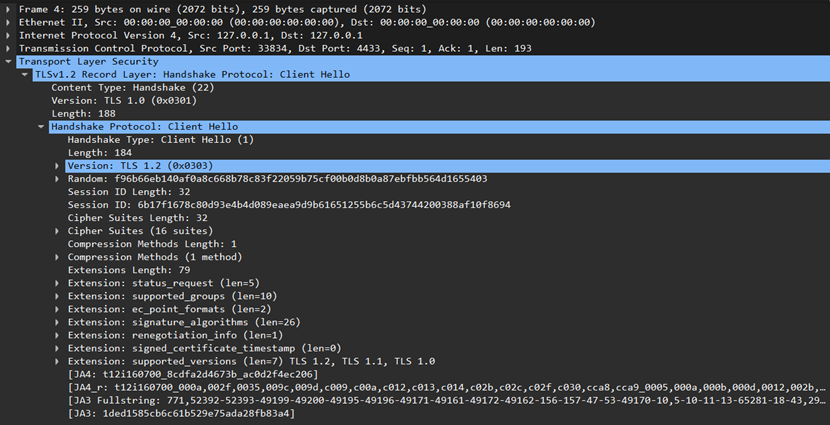 Frame 4: 259 bytes on wire (2072 bits), 259 bytes captured (2072 bits)
Ethernet II, Src: 00:00:00_00:00:00 (00:00:00:00:00:00), Dst: 00:00:00_00:00:00 (00:00:00:00:00:00)
Internet Protocol Version 4, Src: 127.0.0.1, Dst: 127.0.0.1
Transmission Control Protocol, Src Port: 33834, Dst Port: 4433, Seq: 1, Ack: 1, Len: 193
Transport Layer Security
TLSv1.2 Record Layer: Handshake Protocol: Client Hello
Content Type: Handshake (22)
Version: TLS 1.0 (0x0301)
Length: 188
Handshake Protocol: Client Hello
Handshake Type: Client Hello (1)
Length: 184
Version: TLS 1.2 (0x0303)
Random: f96b66eb140af0a8c668b78c83f22059b75cf00b0d8b0a87ebfbb564d1655403
Session ID Length: 32
Session ID: 6b17f1678c80d93e4b4d089eaea9d9b61651255b6c5d43744200388af10f8694
Cipher Suites Length: 32
Cipher Suites (16 suites)
Compression Methods Length: 1
Compression Methods (1 method)
Extensions Length: 79
Extension: status_request (len=5)
Extension: supported_groups (len=10)
Extension: ec_point_formats (len=2)
Extension: signature_algorithms (len=26)
Extension: renegotiation_info (len=1)
Extension: signed_certificate_timestamp (len=0)
Extension: supported_versions (len=7) TLS 1.2, TLS 1.1, TLS 1.0
[JA4: t12i160700_8cdfa2d4673b_ac0d2f4ec206]
[JA4_r: t12i160700_000a,002f,0035,009c,009d,c009,c00a,c012,c013,c014,c02b,c02c,c02f,c030,cca8,cca9_0005,000a,000b,000d,0012,002b,…
[JA3 Fullstring: 771,52392-52393-49199-49200-49195-49196-49171-49161-49172-49162-156-157-47-53-49170-10,5-10-11-13-65281-18-43,29…
[JA3: 1ded1585cb6c61b529e75ada28fb83a4]